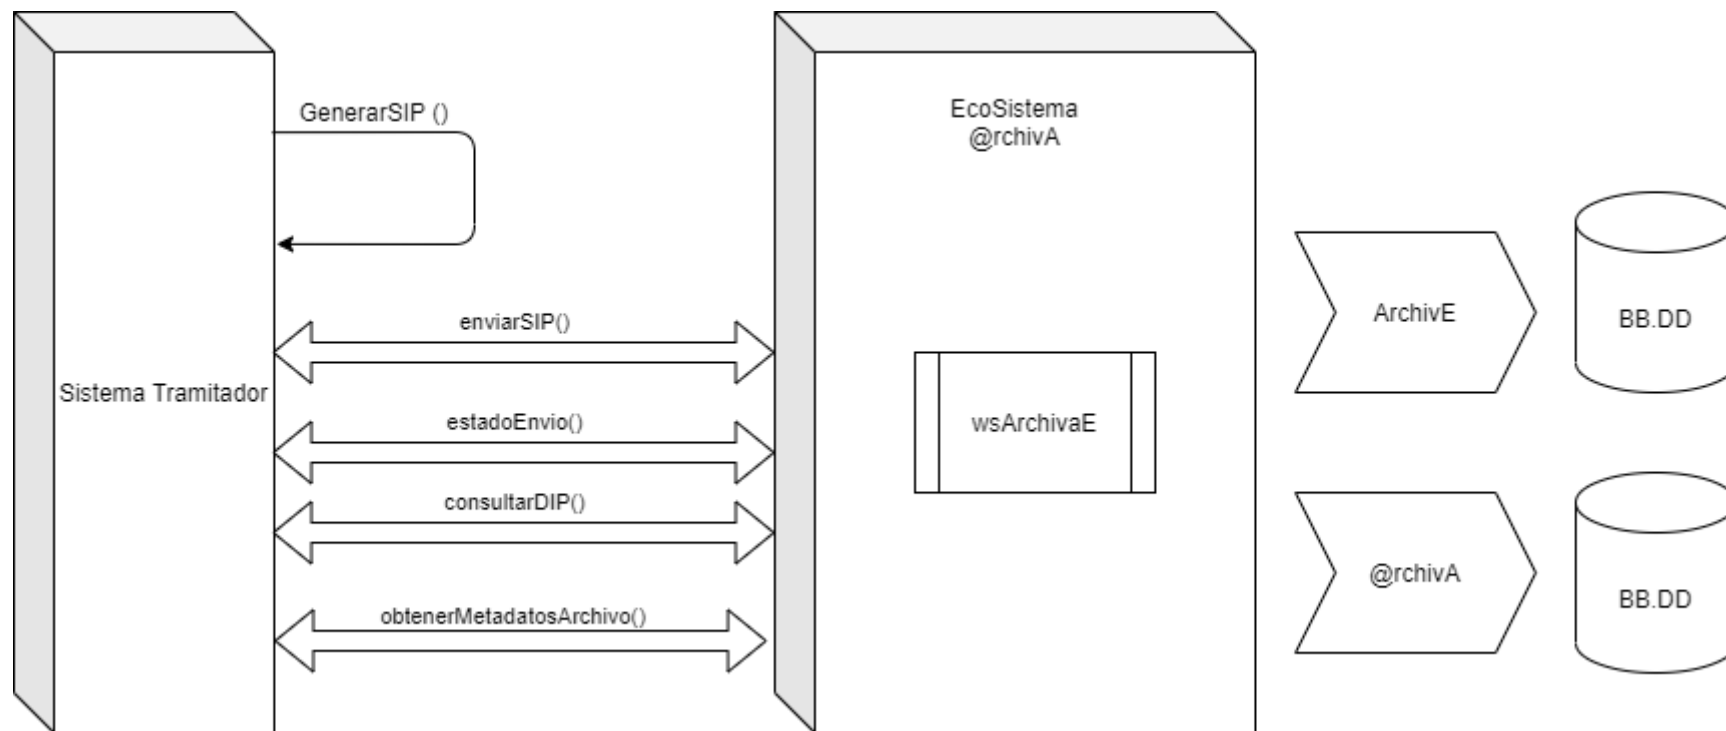 GenerarSIP ()
EcoSistema
@rchivA
enviarSIP()
Sistema Tramitador
estadoEnvio()
consultarDIP()
obtenerMetadatosArchivo()
wsArchivaE
ArchivE
BB.DD
@rchivA
BB.DD